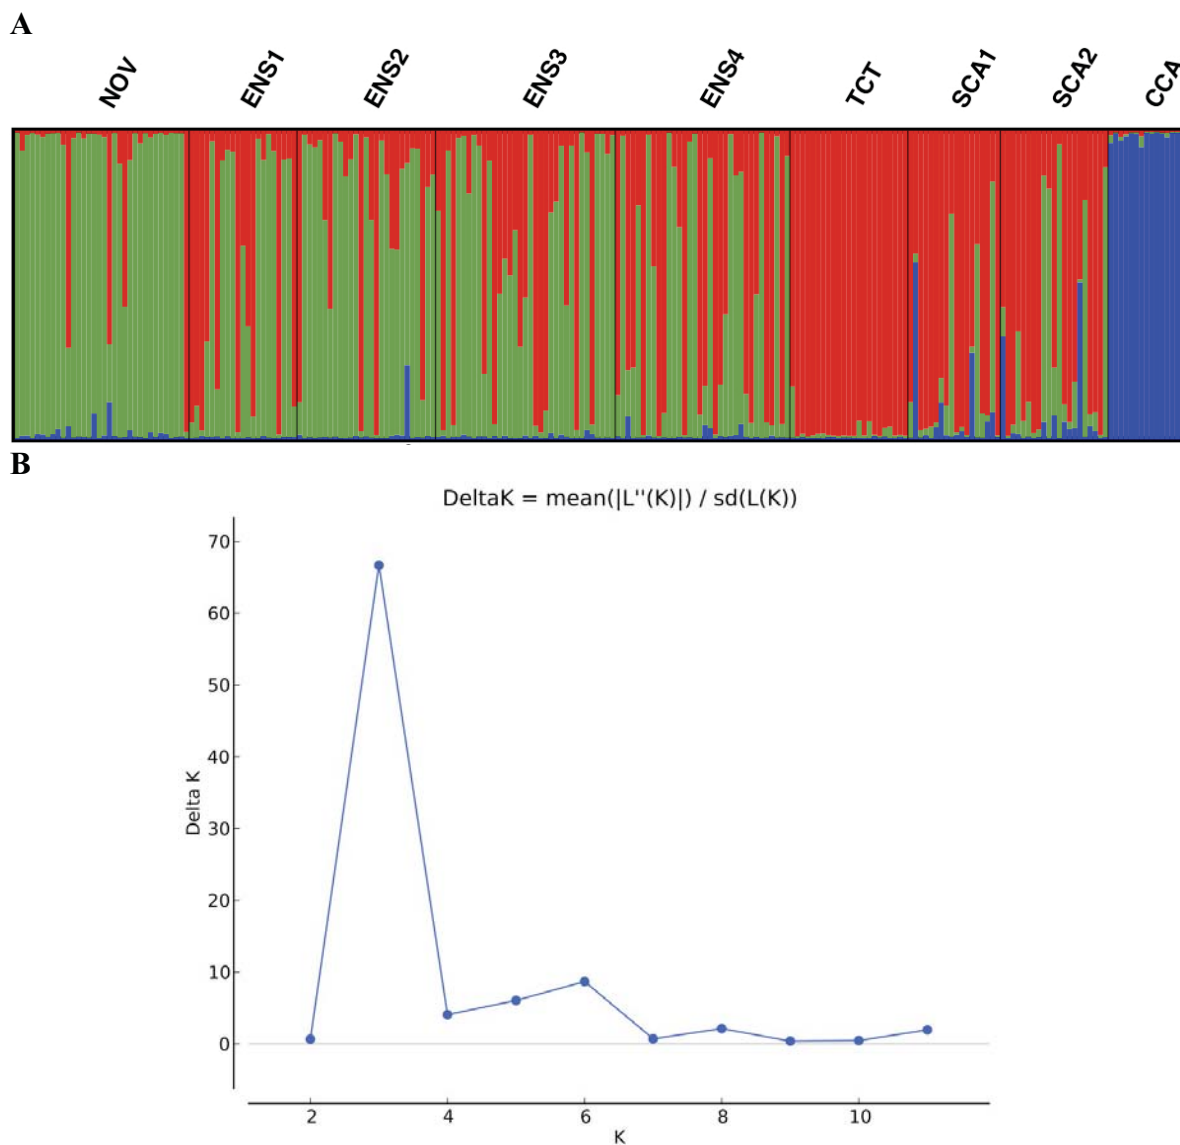 A
NOV ENS1 ENS2 ENS3 ENS4 TCT SCA1 SCA2 CCA
B
DeltaK = mean(|L''(K)|) / sd(L(K))
70
60
50
40
30
20
10
0
Delta K
2 4 6 8 10
K